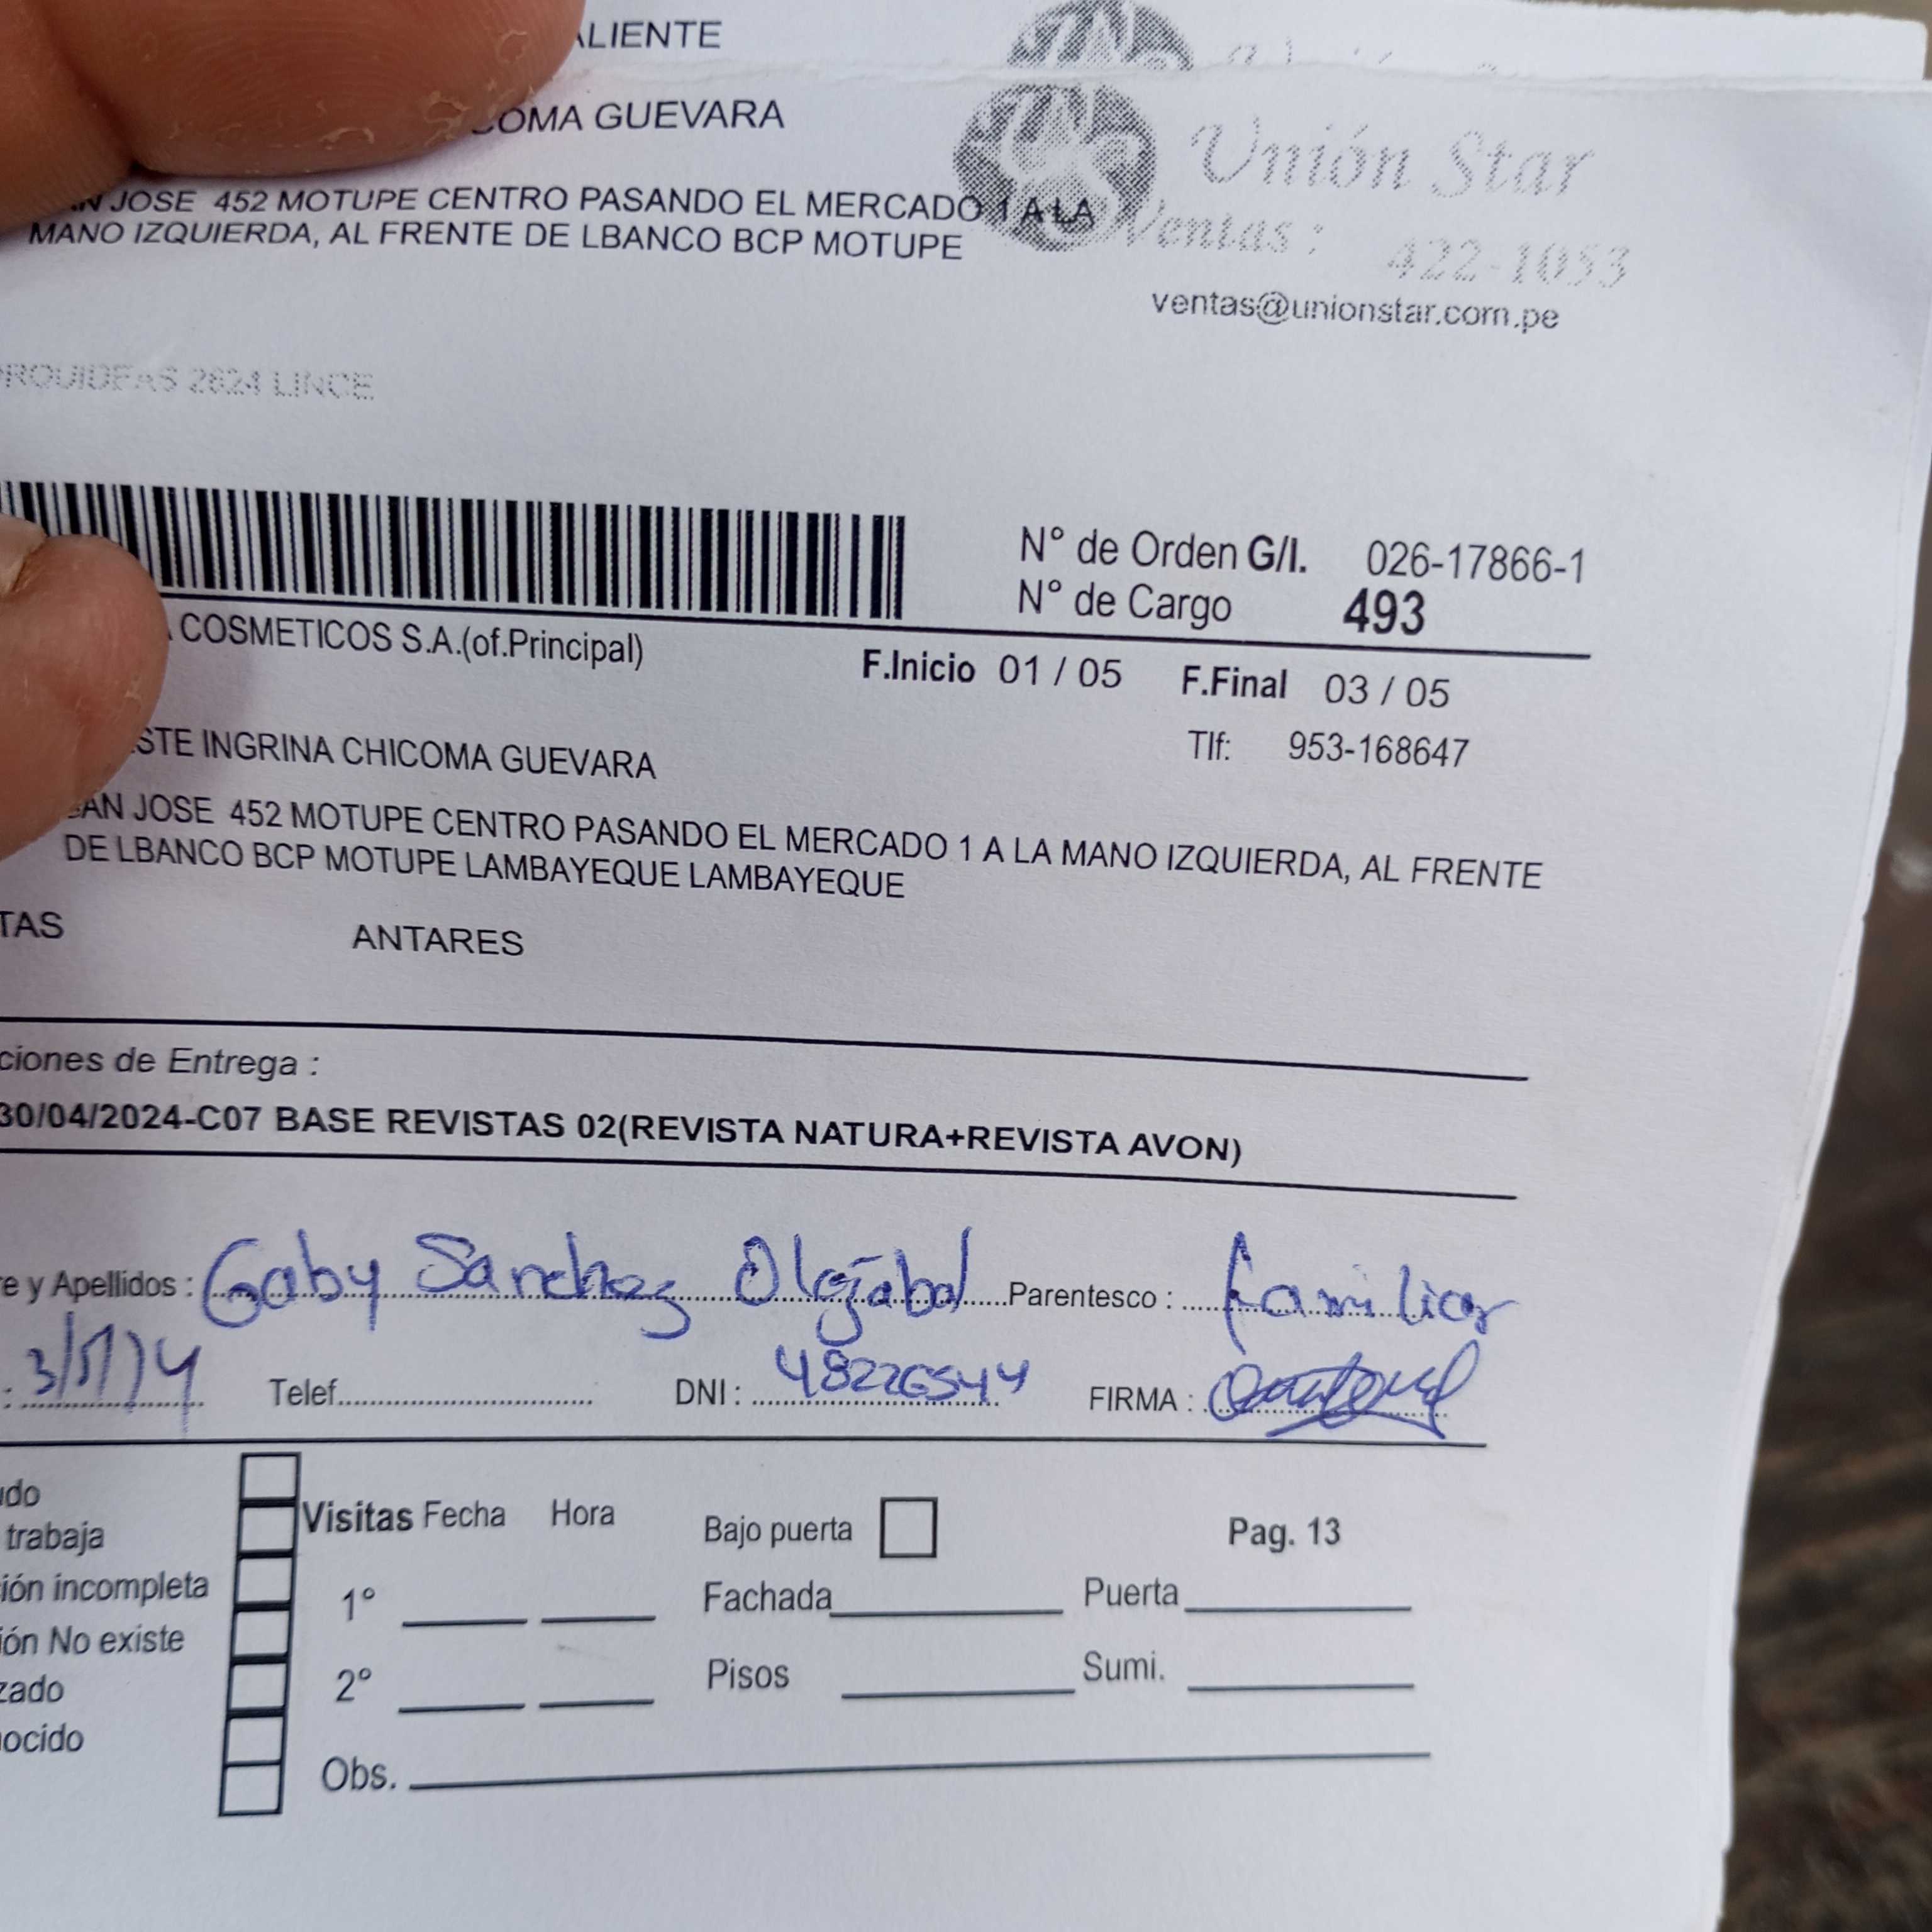 ALIENTE
COMA GUEVARA
AN JOSE 452 MOTUPE CENTRO PASANDO EL MERCADO 1 A LA
MANO IZQUIERDA, AL FRENTE DE LBANCO BCP MOTUPE
Unión Star
Ventas : 422-1053
ventas@unionstar.com.pe
ORQUIDEAS 2624 LINCE
N° de Orden G/I. 026-17866-1
N° de Cargo 493
COSMETICOS S.A.(of.Principal)
F.Inicio 01 / 05 F.Final 03 / 05
STE INGRINA CHICOMA GUEVARA Tlf: 953-168647
SAN JOSE 452 MOTUPE CENTRO PASANDO EL MERCADO 1 A LA MANO IZQUIERDA, AL FRENTE
DE LBANCO BCP MOTUPE LAMBAYEQUE LAMBAYEQUE
TAS ANTARES
ciones de Entrega :
30/04/2024-C07 BASE REVISTAS 02(REVISTA NATURA+REVISTA AVON)
e y Apellidos : Gaby Sanchez Parentesco : familiar
: Telef. DNI : 48226544 FIRMA :
udo
trabaja
ión incompleta
ión No existe
zado
ocido
Visitas Fecha Hora
1°
2°
Obs.
Bajo puerta Pag. 13
Fachada Puerta
Pisos Sumi.